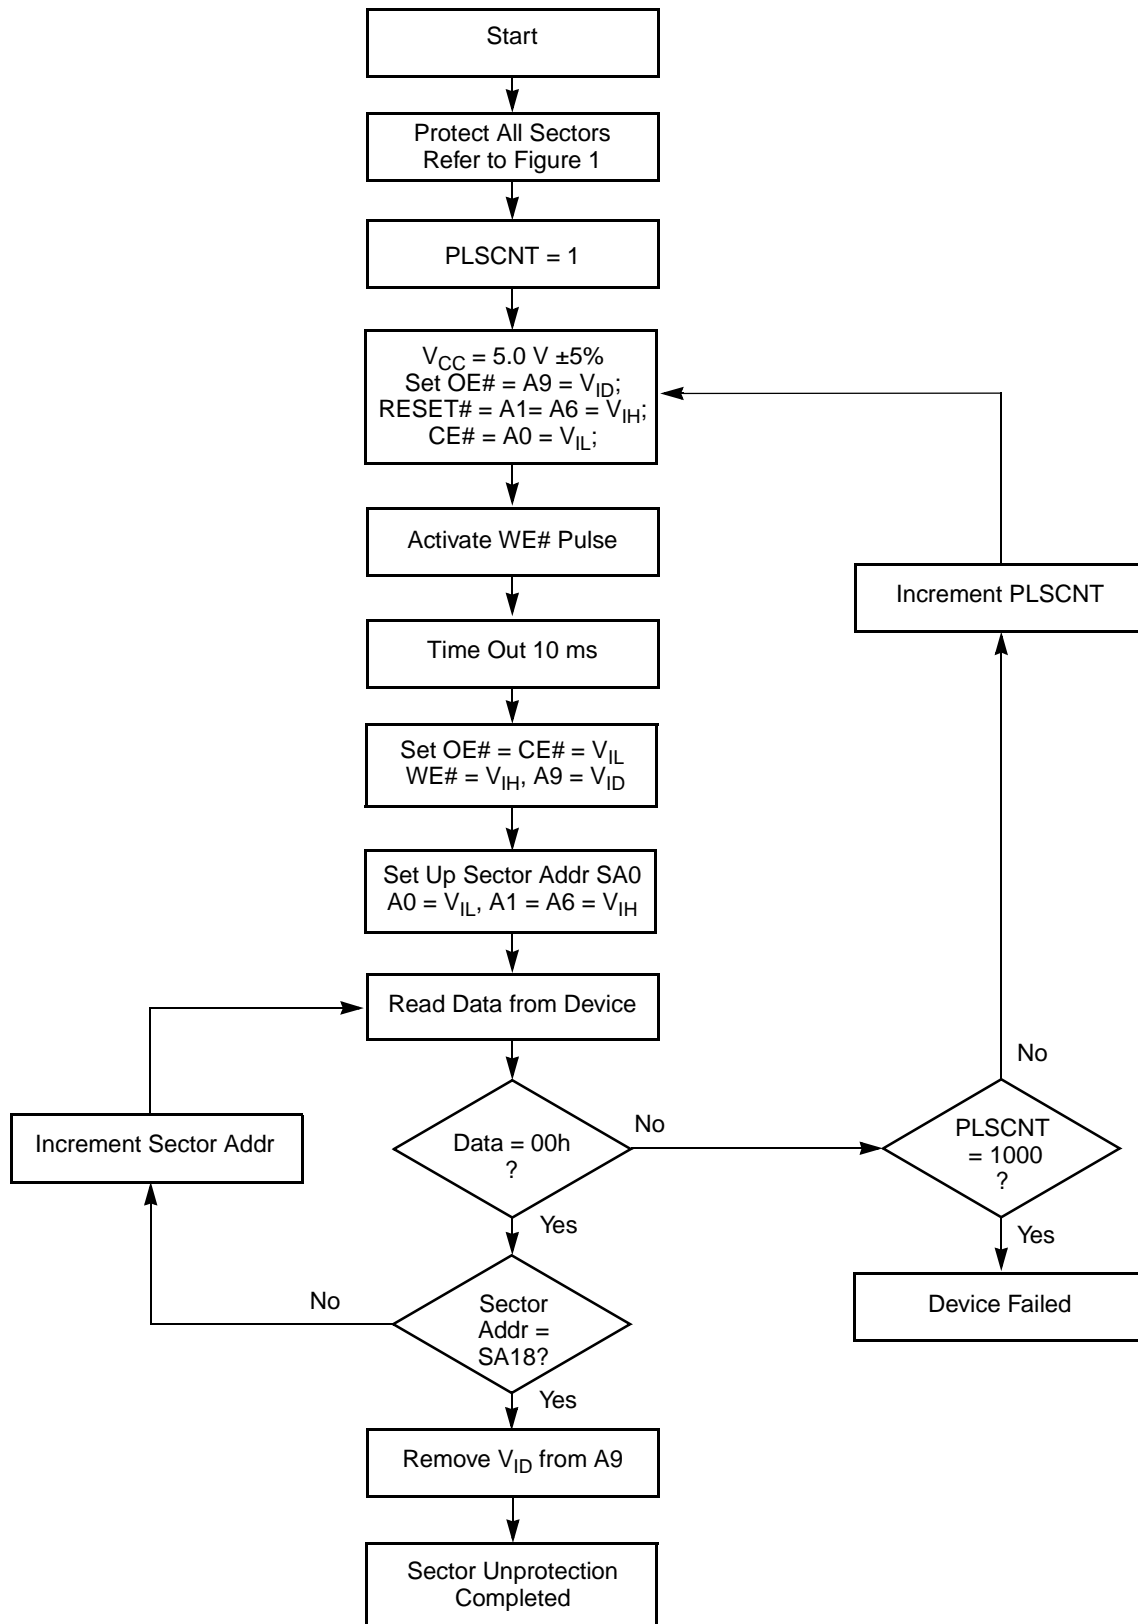 Start
Protect All Sectors
Refer to Figure 1
PLSCNT = 1
VCC = 5.0 V ±5%
Set OE# = A9 = VID;
RESET# = A1= A6 = VIH;
CE# = A0 = VIL;
Activate WE# Pulse
Increment PLSCNT
Time Out 10 ms
Set OE# = CE# = VIL
WE# = VIH, A9 = VID
Set Up Sector Addr SA0
A0 = VIL, A1 = A6 = VIH
Read Data from Device
No
Increment Sector Addr
Data = 00h
?
No
PLSCNT
= 1000
?
Yes
Yes
No
Sector
Addr =
SA18?
Device Failed
Yes
Remove VID from A9
Sector Unprotection
Completed